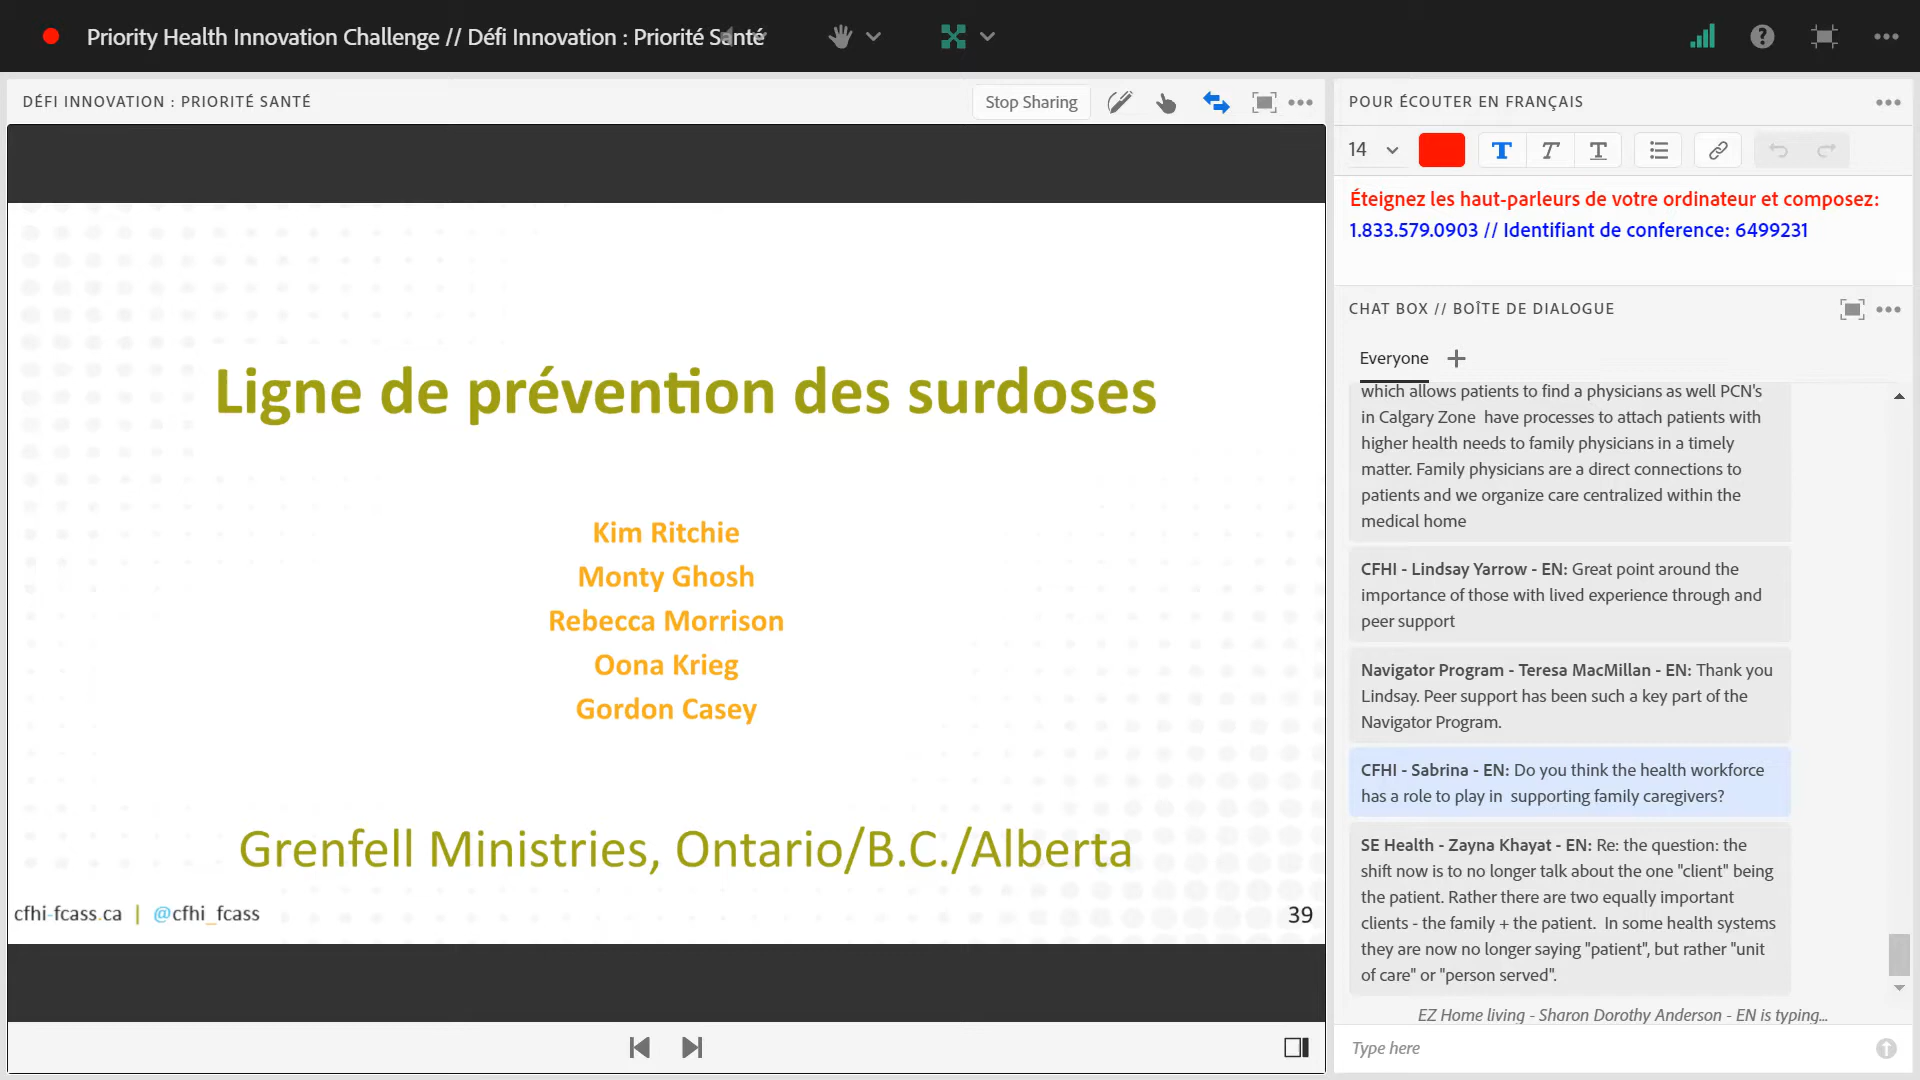 Priority Health Innovation Challenge // Défi Innovation : Priorité Santé
DÉFI INNOVATION : PRIORITÉ SANTÉ
Stop Sharing
Ligne de prévention des surdoses
Kim Ritchie
Monty Ghosh
Rebecca Morrison
Oona Krieg
Gordon Casey
Grenfell Ministries, Ontario/B.C./Alberta
cfhi-fcass.ca | @cfhi_fcass
39
POUR ÉCOUTER EN FRANÇAIS
14
Éteignez les haut-parleurs de votre ordinateur et composez:
1.833.579.0903 // Identifiant de conference: 6499231
CHAT BOX // BOÎTE DE DIALOGUE
Everyone
which allows patients to find a physicians as well PCN's
in Calgary Zone have processes to attach patients with
higher health needs to family physicians in a timely
matter. Family physicians are a direct connections to
patients and we organize care centralized within the
medical home
CFHI - Lindsay Yarrow - EN: Great point around the
importance of those with lived experience through and
peer support
Navigator Program - Teresa MacMillan - EN: Thank you
Lindsay. Peer support has been such a key part of the
Navigator Program.
CFHI - Sabrina - EN: Do you think the health workforce
has a role to play in supporting family caregivers?
SE Health - Zayna Khayat - EN: Re: the question: the
shift now is to no longer talk about the one "client" being
the patient. Rather there are two equally important
clients - the family + the patient. In some health systems
they are now no longer saying "patient", but rather "unit
of care" or "person served".
EZ Home living - Sharon Dorothy Anderson - EN is typing...
Type here